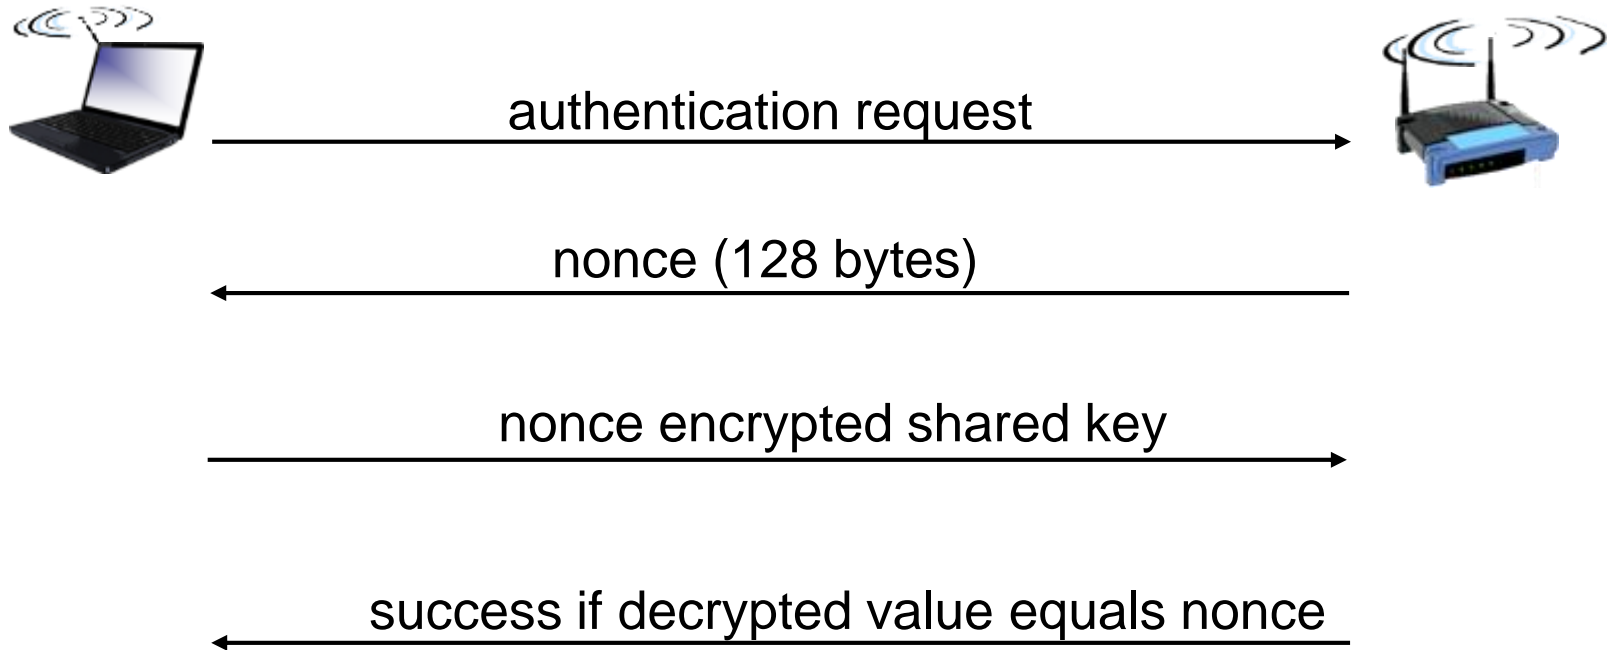 authentication request
nonce (128 bytes)
nonce encrypted shared key
success if decrypted value equals nonce